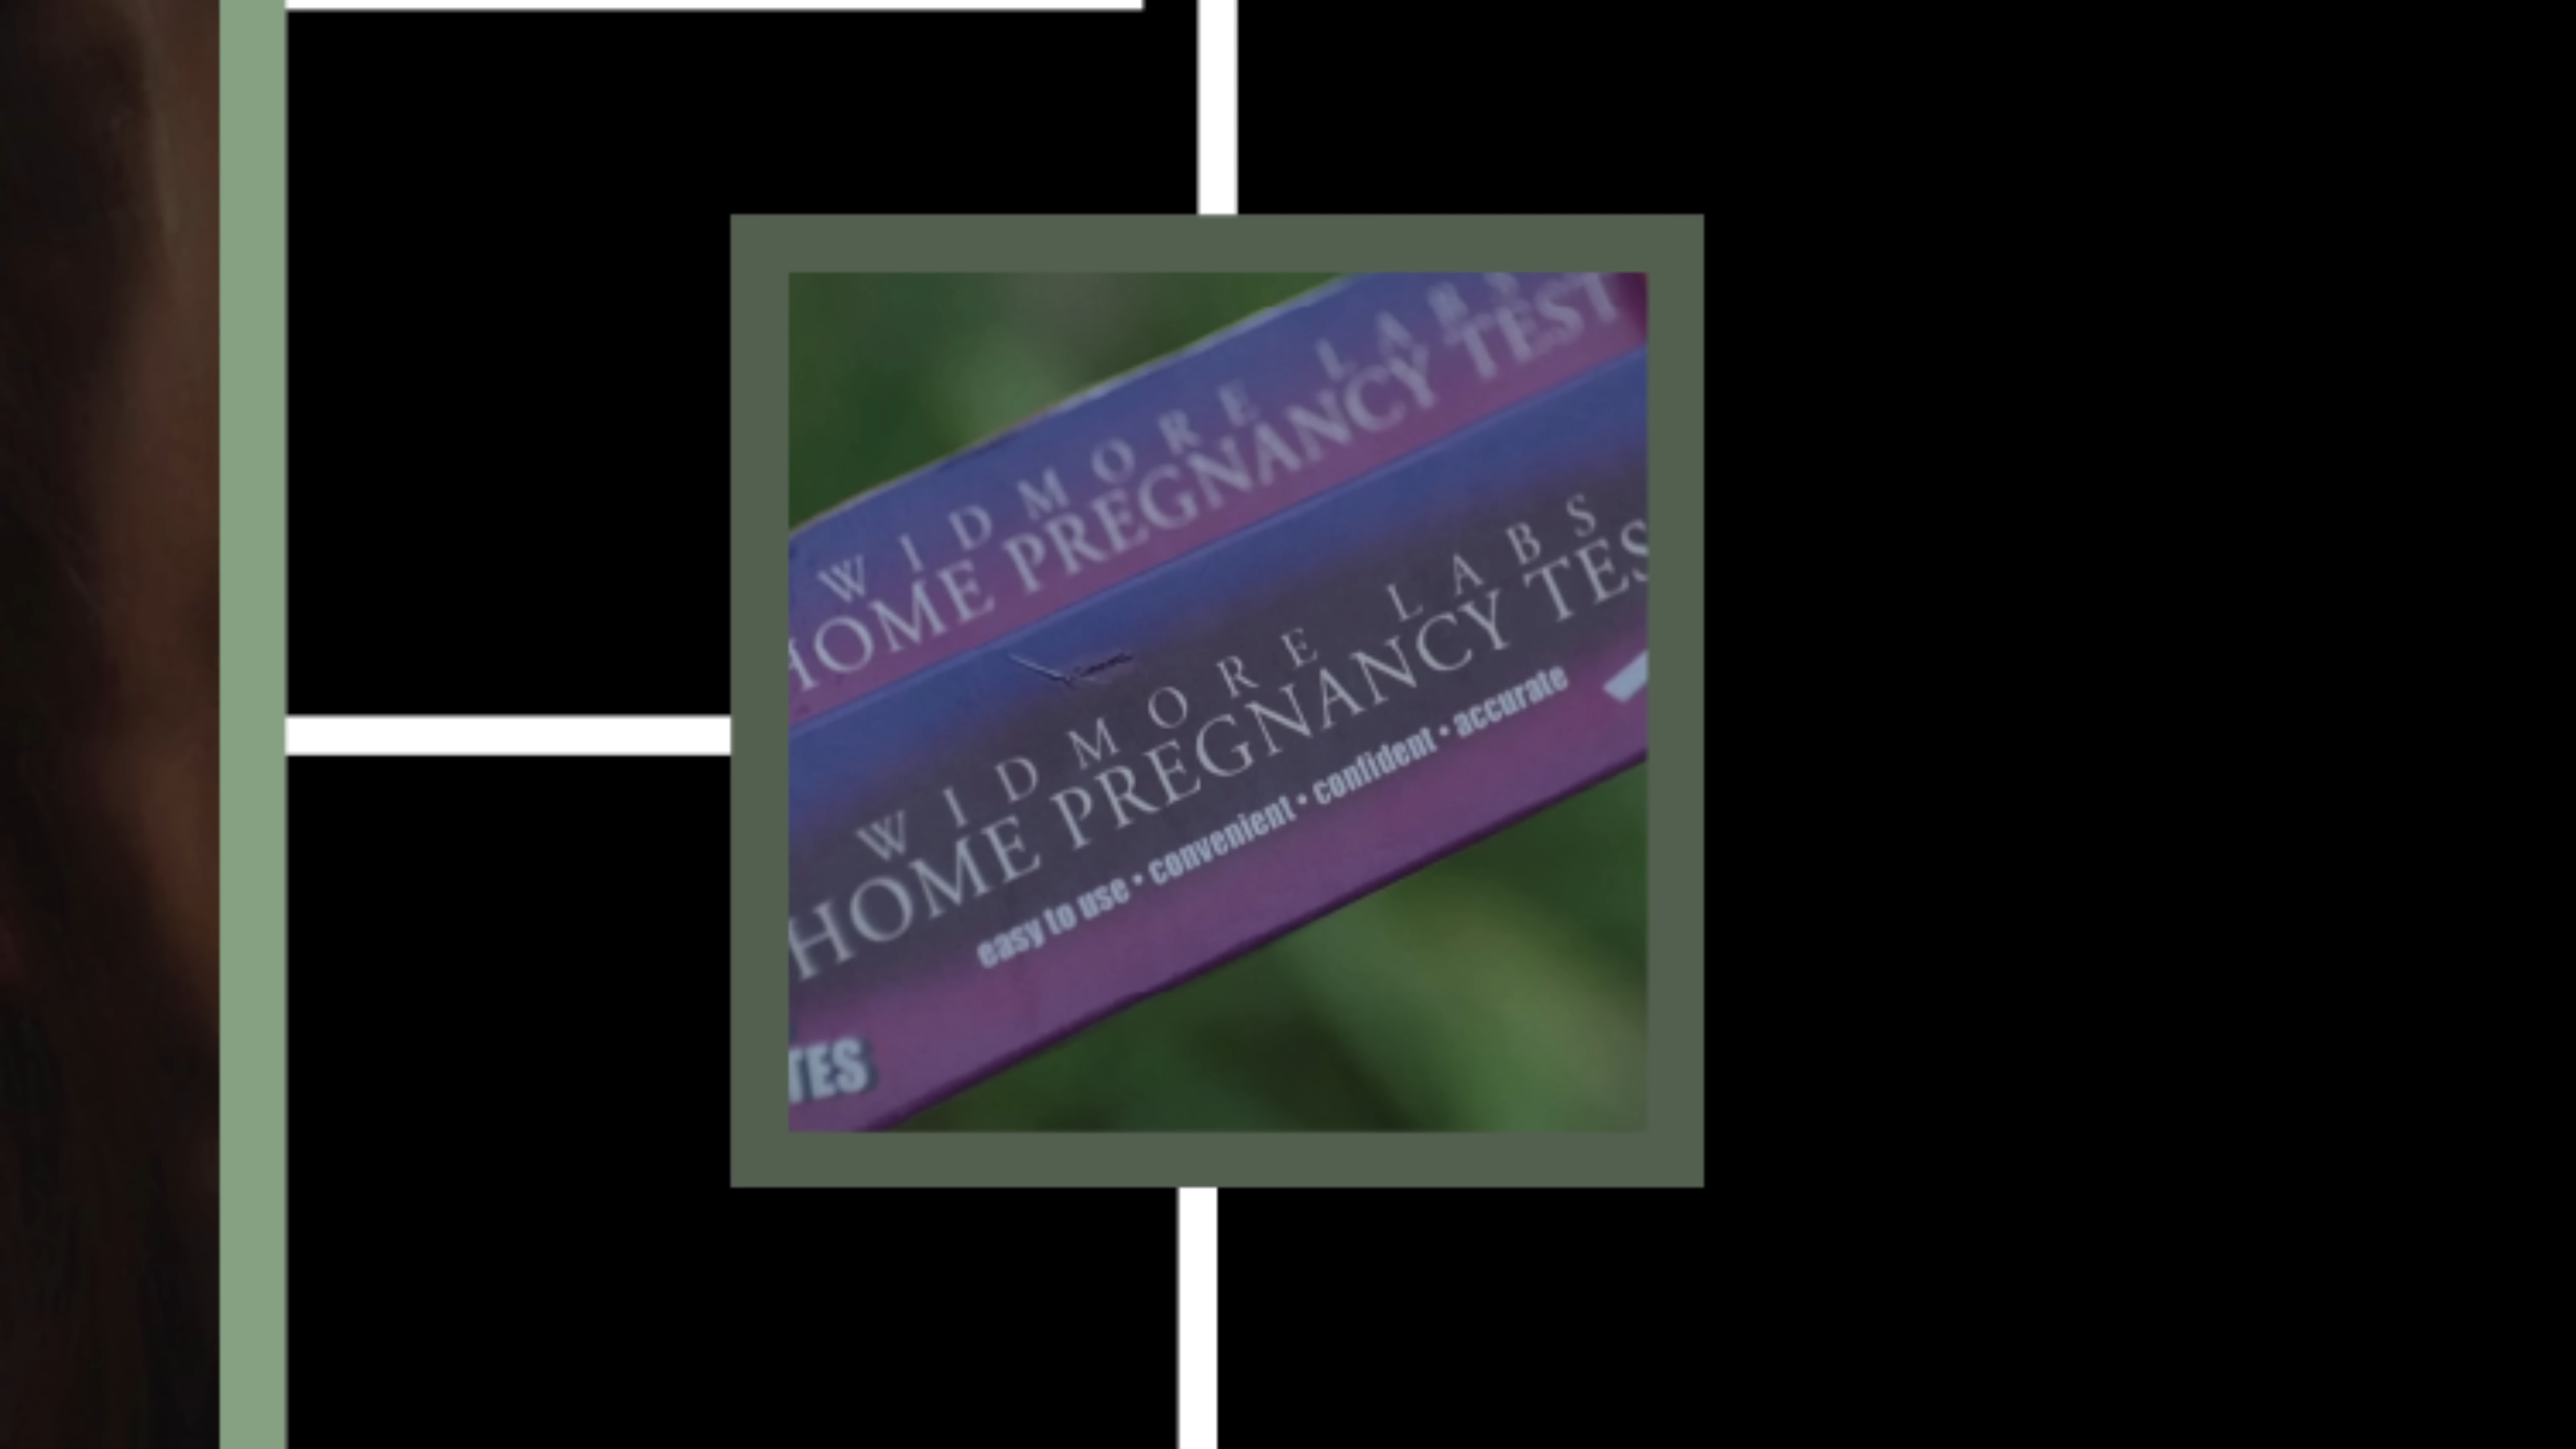 WIDMORE LABS
HOME PREGNANCY TEST
WIDMORE LABS
HOME PREGNANCY TES
easy to use • convenient • confident • accurate
TES